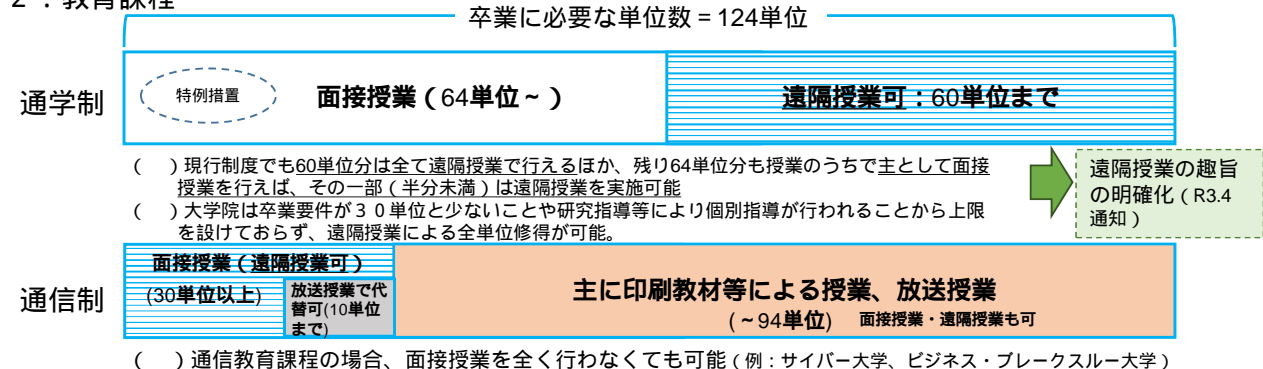 ２．教育課程
卒業に必要な単位数 = 124単位
通学制
特例措置
面接授業（64単位～）
遠隔授業可：60単位まで
（　）現行制度でも60単位分は全て遠隔授業で行えるほか、残り64単位分も授業のうちで主として面接
授業を行えば、その一部（半分未満）は遠隔授業を実施可能
（　）大学院は卒業要件が３０単位と少ないことや研究指導等により個別指導が行われることから上限
を設けておらず、遠隔授業による全単位修得が可能。
遠隔授業の趣旨
の明確化（R3.4
通知）
通信制
面接授業（遠隔授業可）
(30単位以上)
放送授業で代
替可(10単位
まで)
主に印刷教材等による授業、放送授業
(～94単位)　面接授業・遠隔授業も可
（　）通信教育課程の場合、面接授業を全く行わなくても可能（例：サイバー大学、ビジネス・ブレークスルー大学）